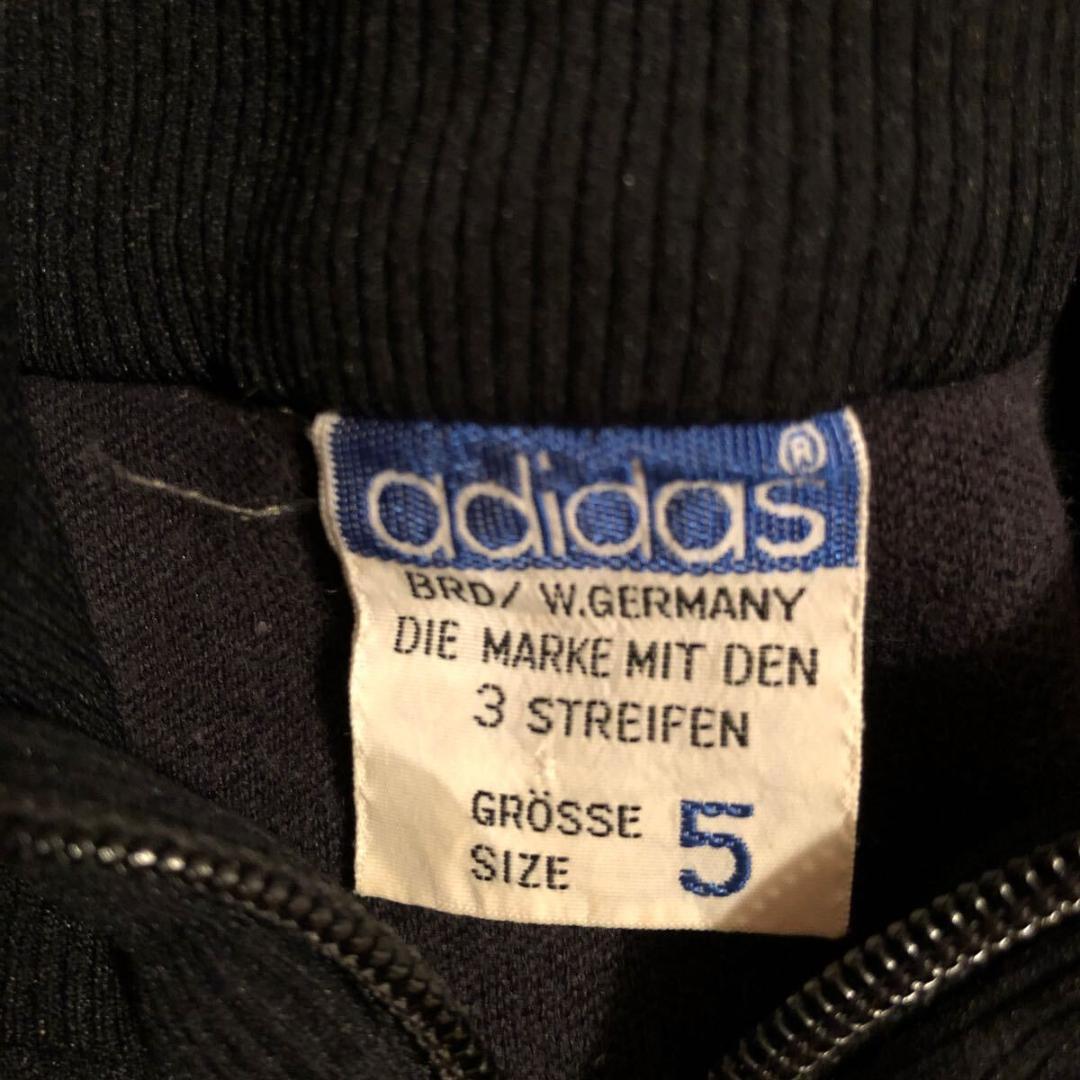 adidas®
BRD/ W.GERMANY
DIE MARKE MIT DEN
3 STREIFEN
GRÖSSE 5
SIZE